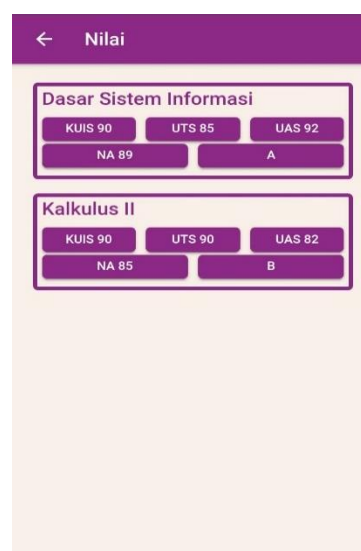 Nilai
Dasar Sistem Informasi
KUIS 90 UTS 85 UAS 92
NA 89 A
Kalkulus II
KUIS 90 UTS 90 UAS 82
NA 85 B